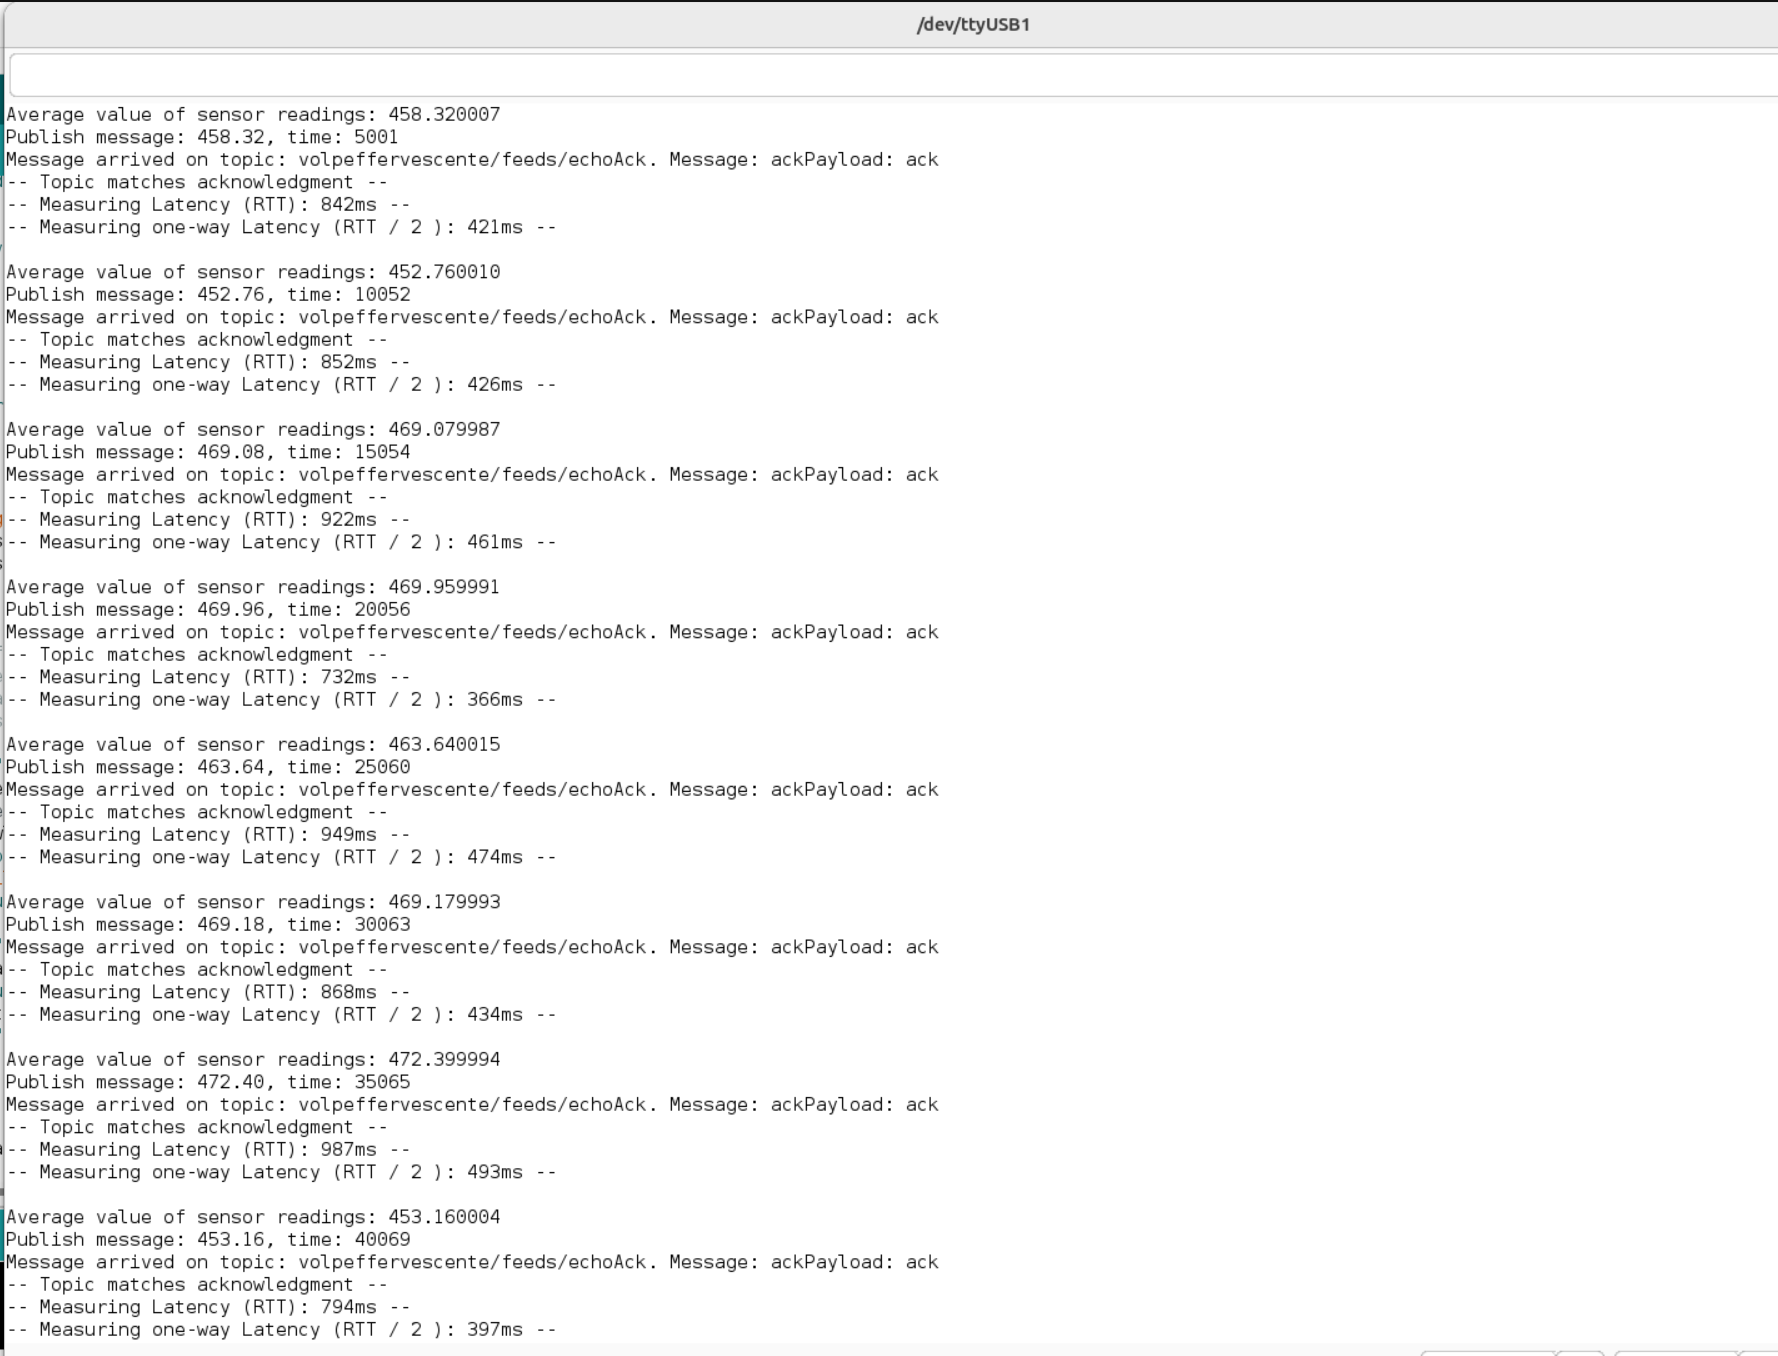 /dev/ttyUSB1
Average value of sensor readings: 458.320007
Publish message: 458.32, time: 5001
Message arrived on topic: volpeffervescente/feeds/echoAck. Message: ackPayload: ack
-- Topic matches acknowledgment --
-- Measuring Latency (RTT): 842ms --
-- Measuring one-way Latency (RTT / 2 ): 421ms --
Average value of sensor readings: 452.760010
Publish message: 452.76, time: 10052
Message arrived on topic: volpeffervescente/feeds/echoAck. Message: ackPayload: ack
-- Topic matches acknowledgment --
-- Measuring Latency (RTT): 852ms --
-- Measuring one-way Latency (RTT / 2 ): 426ms --
Average value of sensor readings: 469.079987
Publish message: 469.08, time: 15054
Message arrived on topic: volpeffervescente/feeds/echoAck. Message: ackPayload: ack
-- Topic matches acknowledgment --
-- Measuring Latency (RTT): 922ms --
-- Measuring one-way Latency (RTT / 2 ): 461ms --
Average value of sensor readings: 469.959991
Publish message: 469.96, time: 20056
Message arrived on topic: volpeffervescente/feeds/echoAck. Message: ackPayload: ack
-- Topic matches acknowledgment --
-- Measuring Latency (RTT): 732ms --
-- Measuring one-way Latency (RTT / 2 ): 366ms --
Average value of sensor readings: 463.640015
Publish message: 463.64, time: 25060
Message arrived on topic: volpeffervescente/feeds/echoAck. Message: ackPayload: ack
-- Topic matches acknowledgment --
-- Measuring Latency (RTT): 949ms --
-- Measuring one-way Latency (RTT / 2 ): 474ms --
Average value of sensor readings: 469.179993
Publish message: 469.18, time: 30063
Message arrived on topic: volpeffervescente/feeds/echoAck. Message: ackPayload: ack
-- Topic matches acknowledgment --
-- Measuring Latency (RTT): 868ms --
-- Measuring one-way Latency (RTT / 2 ): 434ms --
Average value of sensor readings: 472.399994
Publish message: 472.40, time: 35065
Message arrived on topic: volpeffervescente/feeds/echoAck. Message: ackPayload: ack
-- Topic matches acknowledgment --
-- Measuring Latency (RTT): 987ms --
-- Measuring one-way Latency (RTT / 2 ): 493ms --
Average value of sensor readings: 453.160004
Publish message: 453.16, time: 40069
Message arrived on topic: volpeffervescente/feeds/echoAck. Message: ackPayload: ack
-- Topic matches acknowledgment --
-- Measuring Latency (RTT): 794ms --
-- Measuring one-way Latency (RTT / 2 ): 397ms --